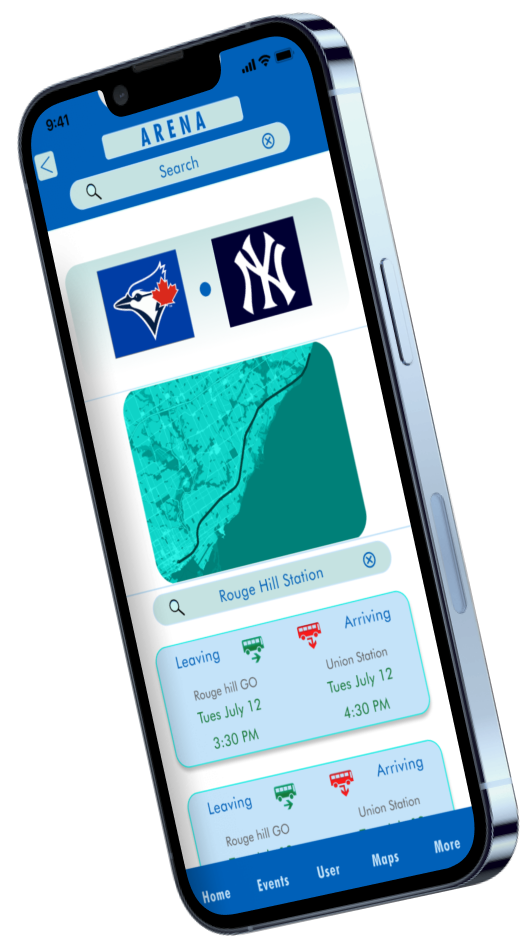 9:41
ARENA
Search
NY
Rouge Hill Station
Leaving
Arriving
Rouge hill GO
Union Station
Tues July 12
Tues July 12
3:30 PM
4:30 PM
Leaving
Arriving
Rouge hill GO
Union Station
Home Events User Maps More